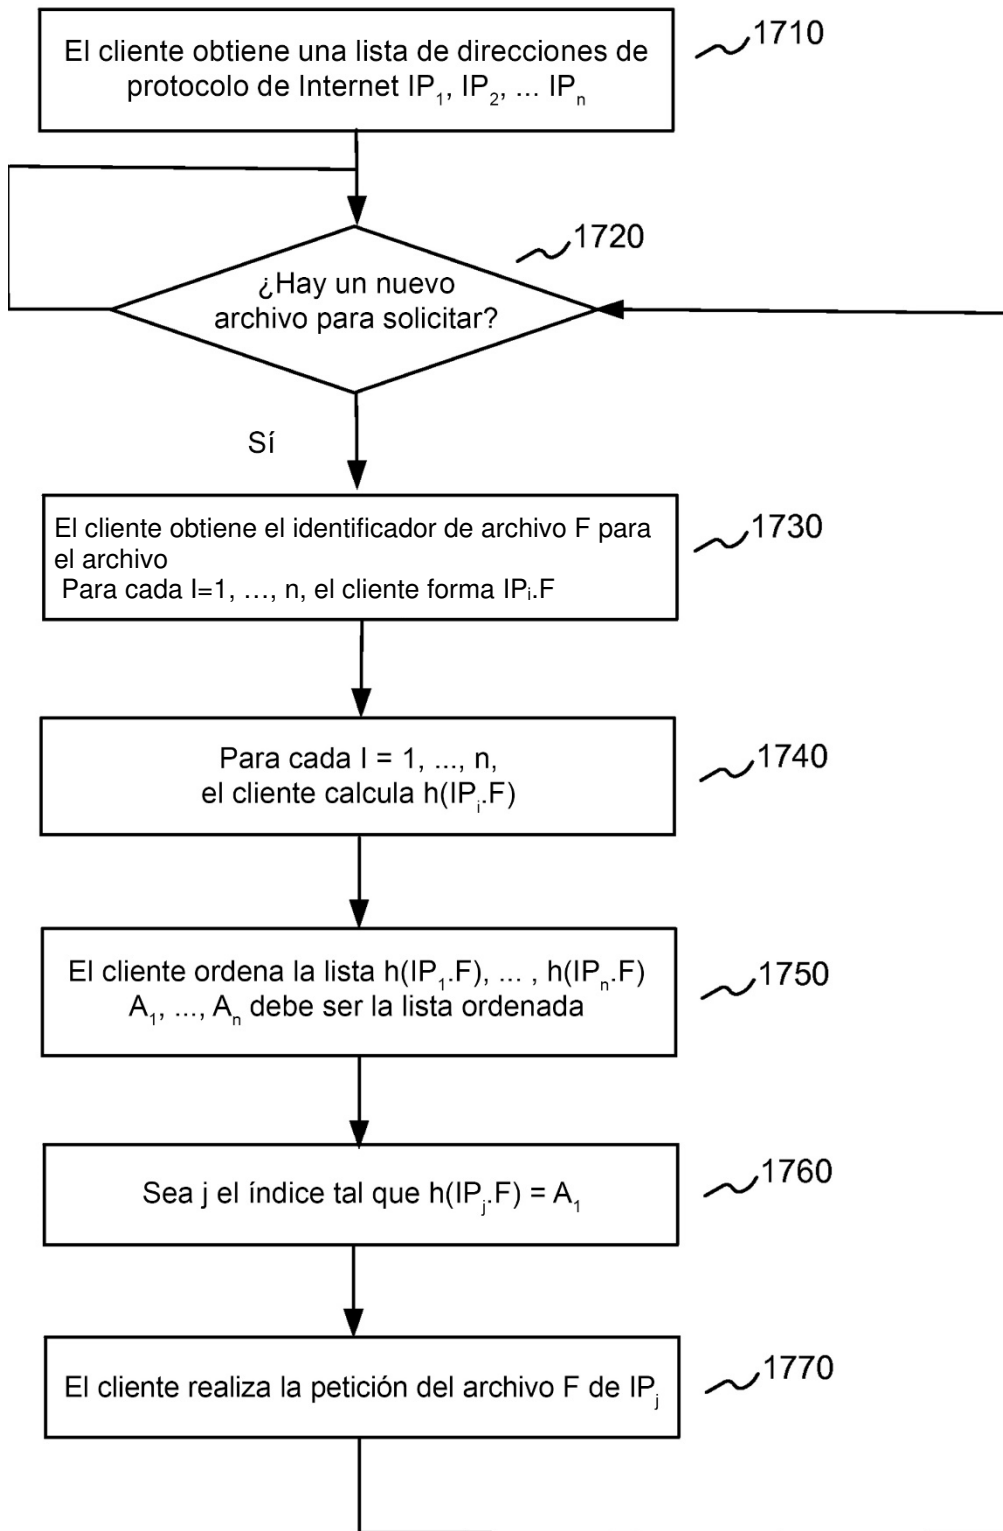 El cliente obtiene una lista de direcciones de
protocolo de Internet IP₁, IP₂, ... IPₙ
1710
1720
¿Hay un nuevo
archivo para solicitar?
Sí
El cliente obtiene el identificador de archivo F para
el archivo
Para cada I=1, ..., n, el cliente forma IPᵢ.F
1730
Para cada I = 1, ..., n,
el cliente calcula h(IPᵢ.F)
1740
El cliente ordena la lista h(IP₁.F), ... , h(IPₙ.F)
A₁, ..., Aₙ debe ser la lista ordenada
1750
Sea j el índice tal que h(IPⱼ.F) = A₁
1760
El cliente realiza la petición del archivo F de IPⱼ
1770